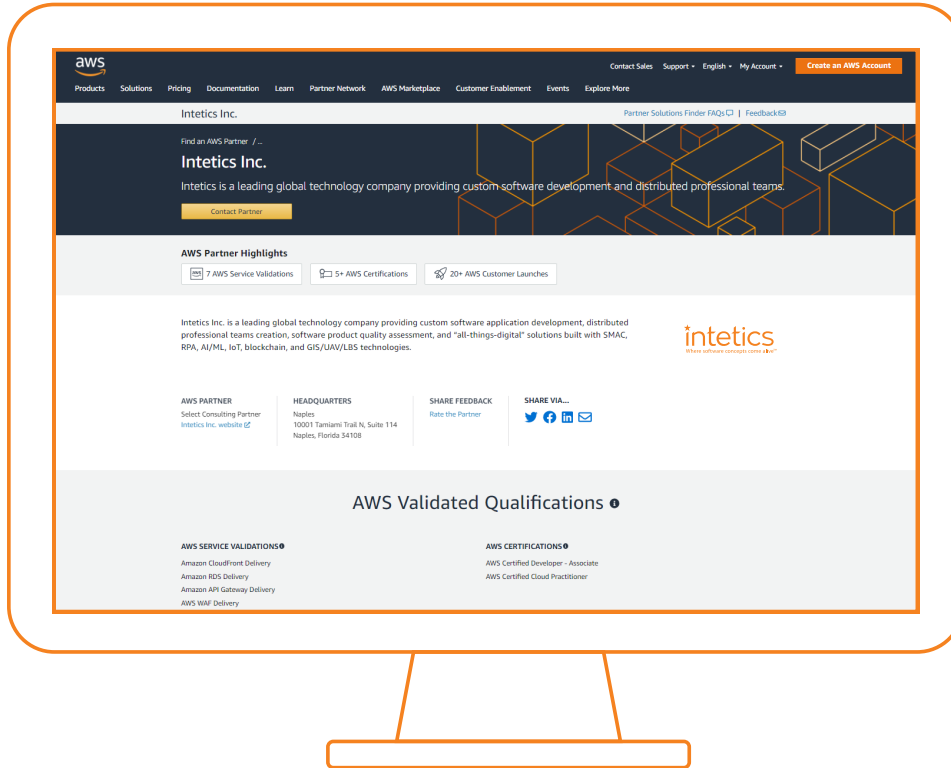 aws
Contact Sales Support English My Account Create an AWS Account
Products Solutions Pricing Documentation Learn Partner Network AWS Marketplace Customer Enablement Events Explore More
Intetics Inc. Partner Solutions Finder FAQs | Feedback
Find an AWS Partner / ..
Intetics Inc.
Intetics is a leading global technology company providing custom software development and distributed professional teams.
Contact Partner
AWS Partner Highlights
7 AWS Service Validations 5+ AWS Certifications 20+ AWS Customer Launches
Intetics Inc. is a leading global technology company providing custom software application development, distributed
professional teams creation, software product quality assessment, and "all-things-digital" solutions built with SMAC,
RPA, AI/ML, IoT, blockchain, and GIS/UAV/LBS technologies.
intetics
Where software concepts come alive™
AWS PARTNER
Select Consulting Partner
Intetics Inc. website
HEADQUARTERS
Naples
10001 Tamiami Trail N, Suite 114
Naples, Florida 34108
SHARE FEEDBACK
Rate the Partner
SHARE VIA...
AWS Validated Qualifications
AWS SERVICE VALIDATIONS
Amazon CloudFront Delivery
Amazon RDS Delivery
Amazon API Gateway Delivery
AWS WAF Delivery
AWS CERTIFICATIONS
AWS Certified Developer - Associate
AWS Certified Cloud Practitioner